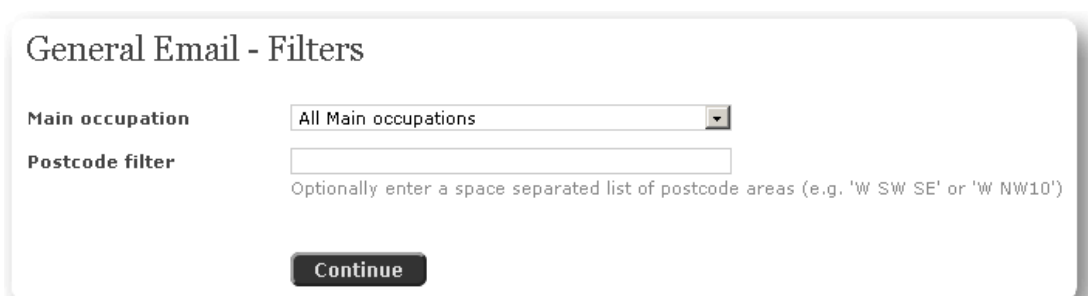 General Email - Filters
Main occupation All Main occupations
Postcode filter
Optionally enter a space separated list of postcode areas (e.g. 'W SW SE' or 'W NW10')
Continue